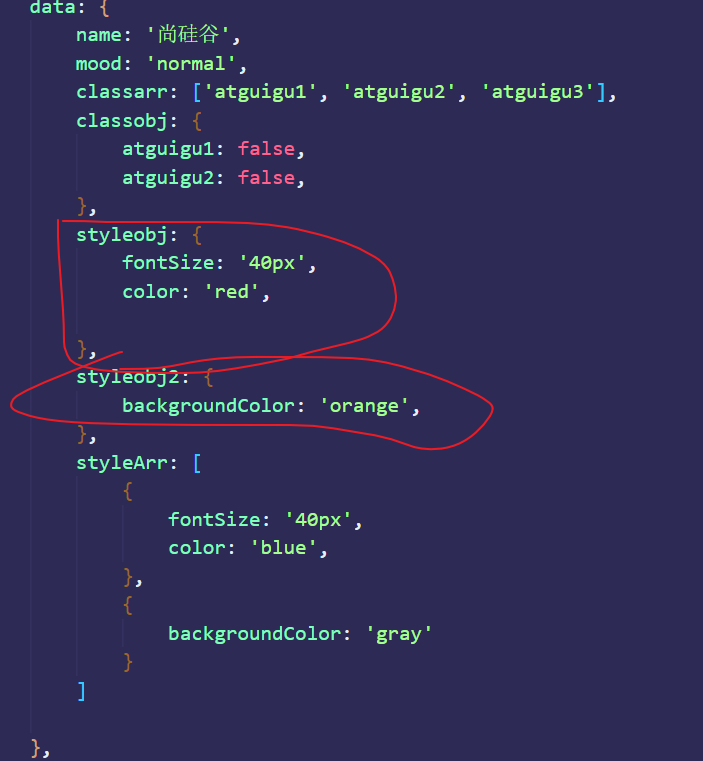 data: {
name: '尚硅谷',
mood: 'normal',
classarr: ['atguigu1', 'atguigu2', 'atguigu3'],
classobj: {
atguigu1: false,
atguigu2: false,
},
styleobj: {
fontSize: '40px',
color: 'red',
},
styleobj2: {
backgroundColor: 'orange',
},
styleArr: [
{
fontSize: '40px',
color: 'blue',
},
{
backgroundColor: 'gray'
}
]
},